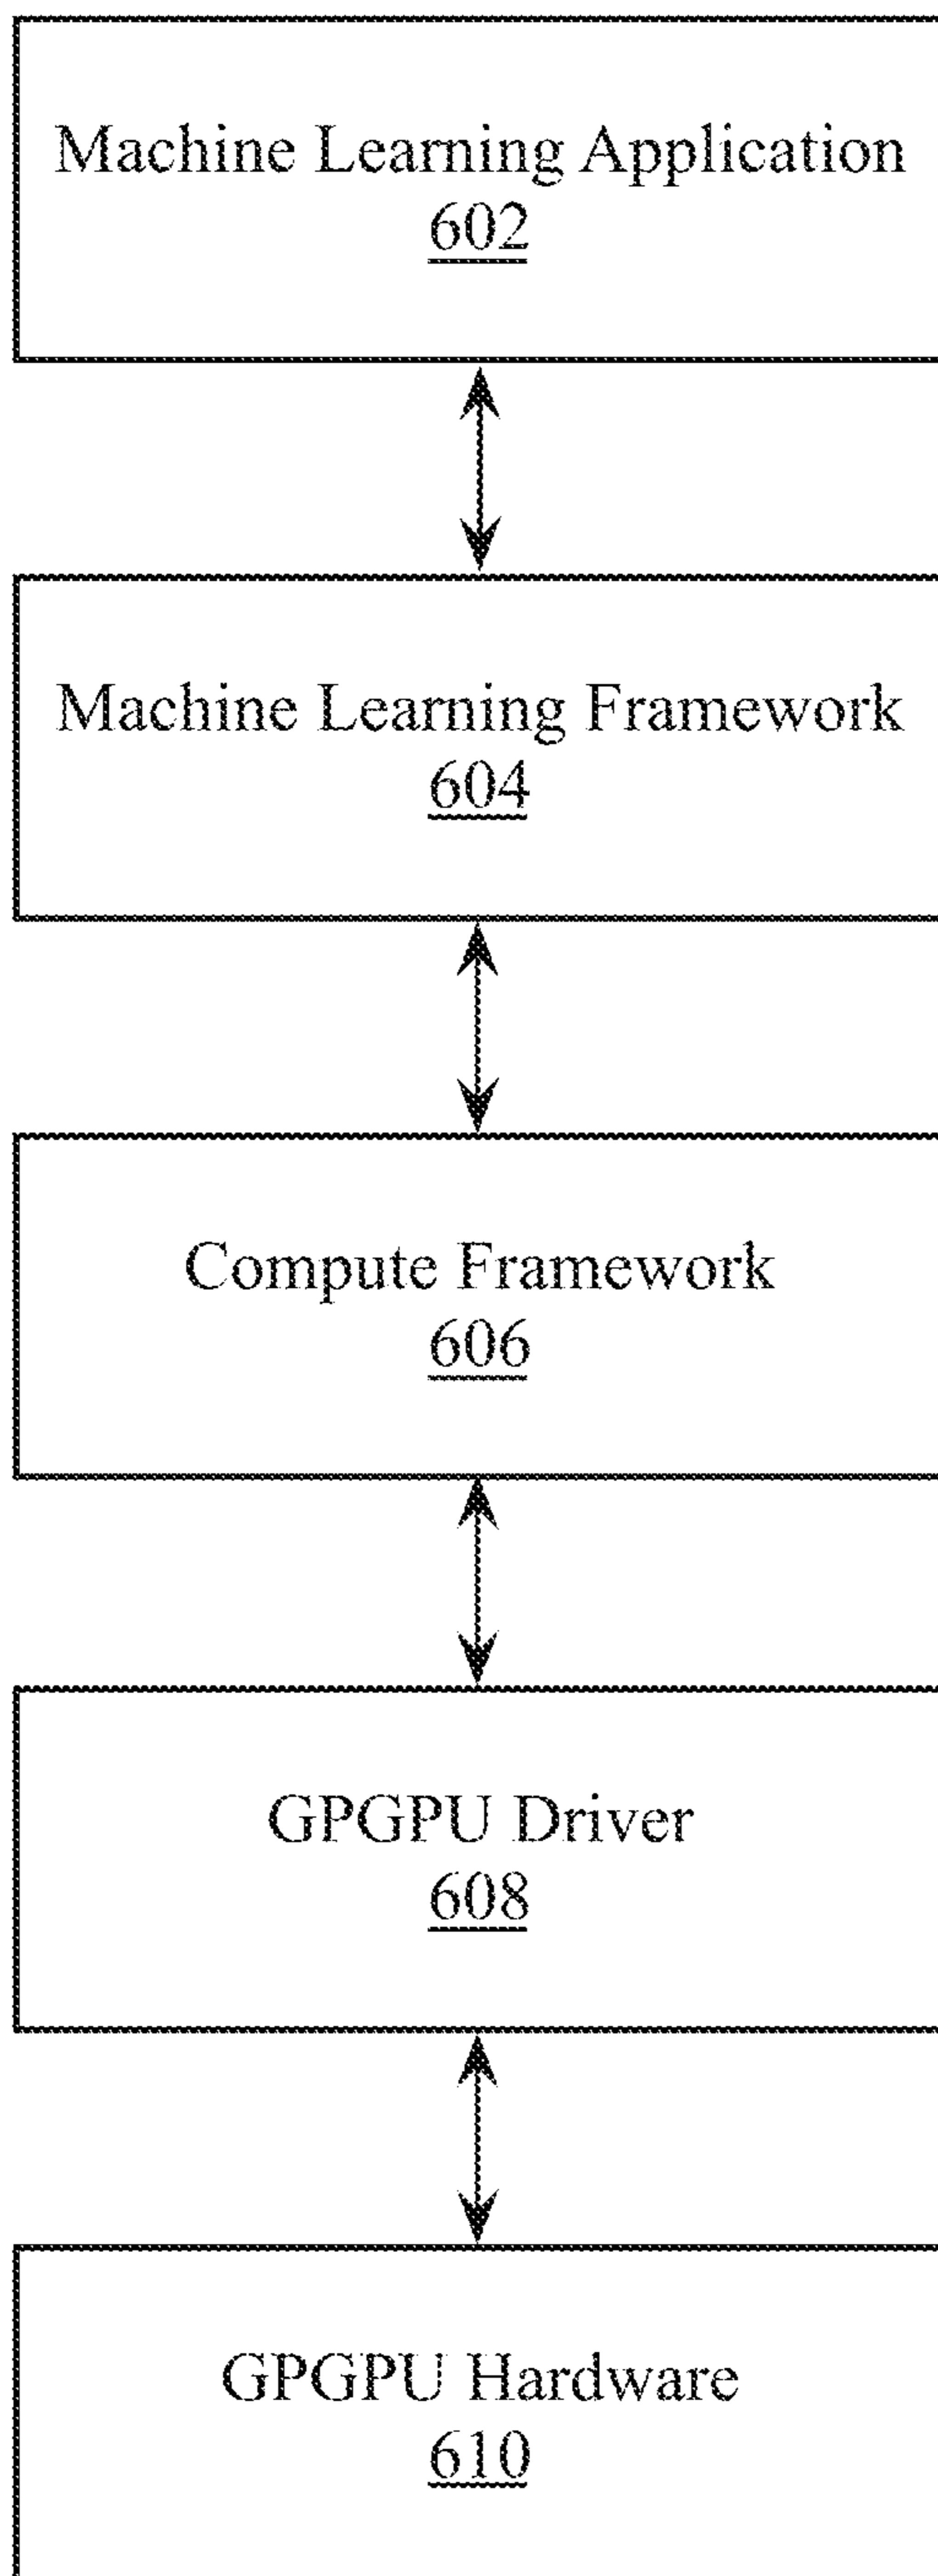 Machine Learning Application
602
Machine Learning Framework
604
Compute Framework
606
GPGPU Driver
608
GPGPU Hardware
610